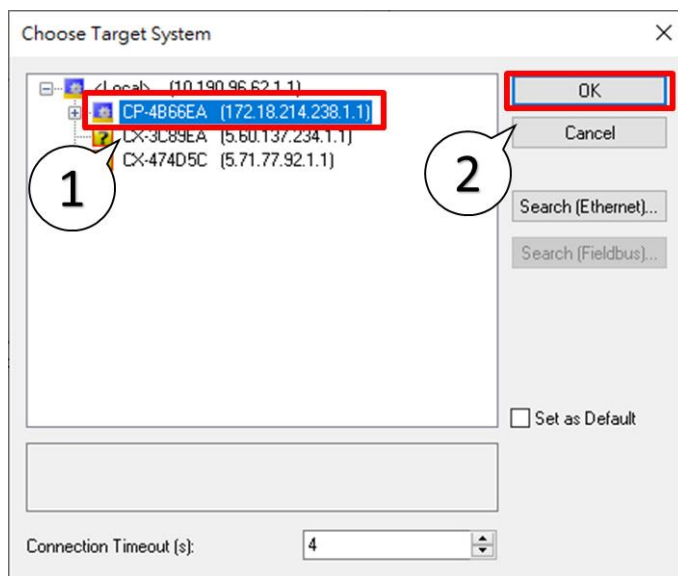 Choose Target System
<Local> (10.190.96.62.1.1)
CP-4B66EA (172.18.214.238.1.1)
CX-3C89EA (5.60.137.234.1.1)
CX-474D5C (5.71.77.92.1.1)
1
OK
Cancel
2
Search (Ethernet)...
Search (Fieldbus)...
Set as Default
Connection Timeout (s):
4